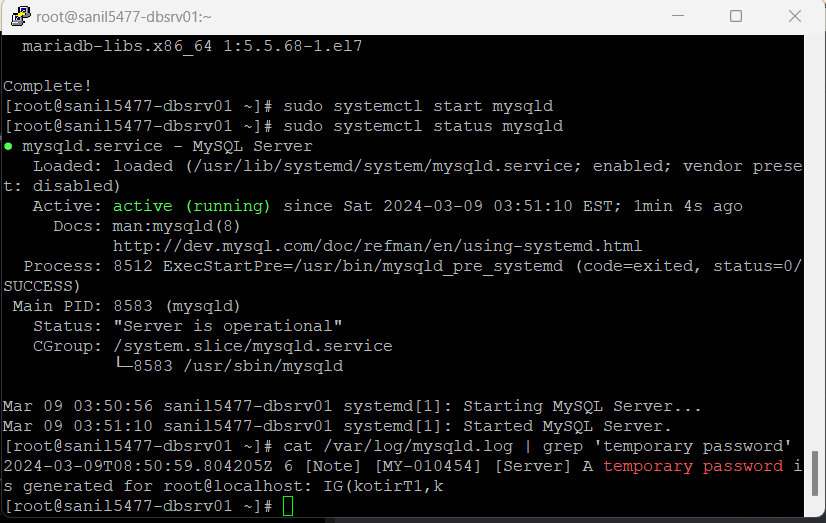 root@sanil5477-dbsrv01:~
mariadb-libs.x86_64 1:5.5.68-1.el7
Complete!
[root@sanil5477-dbsrv01 ~]# sudo systemctl start mysqld
[root@sanil5477-dbsrv01 ~]# sudo systemctl status mysqld
● mysqld.service - MySQL Server
Loaded: loaded (/usr/lib/systemd/system/mysqld.service; enabled; vendor prese
t: disabled)
Active: active (running) since Sat 2024-03-09 03:51:10 EST; 1min 4s ago
Docs: man:mysqld(8)
http://dev.mysql.com/doc/refman/en/using-systemd.html
Process: 8512 ExecStartPre=/usr/bin/mysqld_pre_systemd (code=exited, status=0/
SUCCESS)
Main PID: 8583 (mysqld)
Status: "Server is operational"
CGroup: /system.slice/mysqld.service
└─8583 /usr/sbin/mysqld
Mar 09 03:50:56 sanil5477-dbsrv01 systemd[1]: Starting MySQL Server...
Mar 09 03:51:10 sanil5477-dbsrv01 systemd[1]: Started MySQL Server.
[root@sanil5477-dbsrv01 ~]# cat /var/log/mysqld.log | grep 'temporary password'
2024-03-09T08:50:59.804205Z 6 [Note] [MY-010454] [Server] A temporary password i
s generated for root@localhost: IG(kotirT1,k
[root@sanil5477-dbsrv01 ~]#